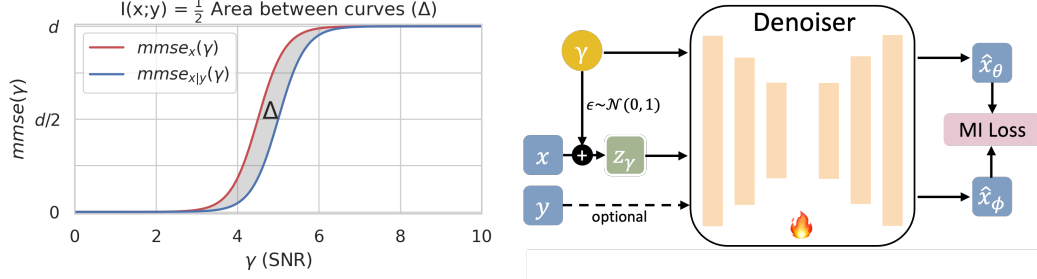 I(x;y) = 1/2 Area between curves (Δ)
mmse(γ)
d
d/2
0
mmse_x(γ)
mmse_{x|y}(γ)
Δ
0 2 4 6 8 10
γ (SNR)
Denoiser
γ
ϵ~𝒩(0,1)
x
+
z_γ
y
optional
x̂_θ
MI Loss
x̂_ϕ